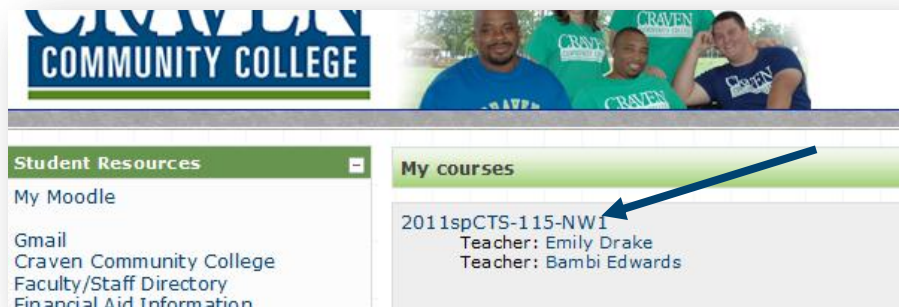 CRAVEN
COMMUNITY COLLEGE
CRAVEN
CRAVEN
CRAVEN
CRAVEN
Student Resources
My Moodle
Gmail
Craven Community College
Faculty/Staff Directory
Financial Aid Information
My courses
2011spCTS-115-NW1
Teacher: Emily Drake
Teacher: Bambi Edwards